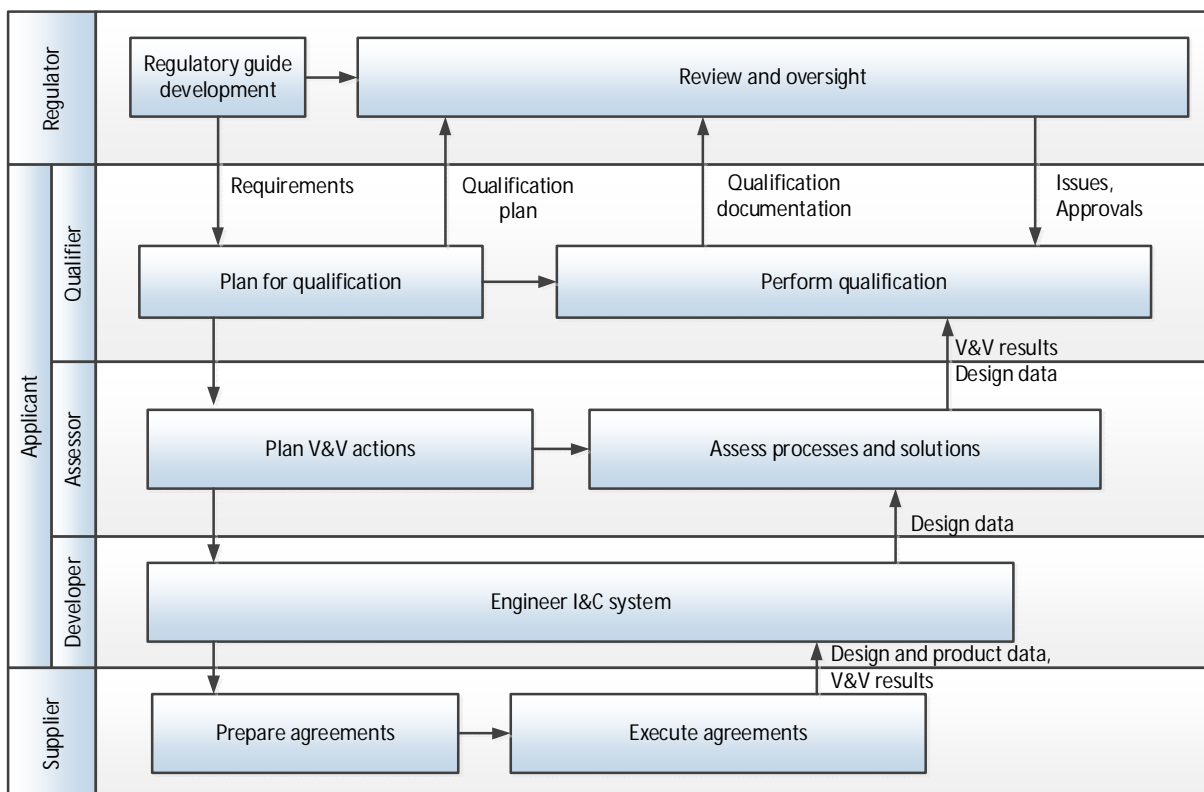 Regulator
Regulatory guide
development
Review and oversight
Applicant
Qualifier
Requirements
Qualification
plan
Qualification
documentation
Issues,
Approvals
Plan for qualification
Perform qualification
V&V results
Design data
Assessor
Plan V&V actions
Assess processes and solutions
Design data
Developer
Engineer I&C system
Design and product data,
V&V results
Supplier
Prepare agreements
Execute agreements